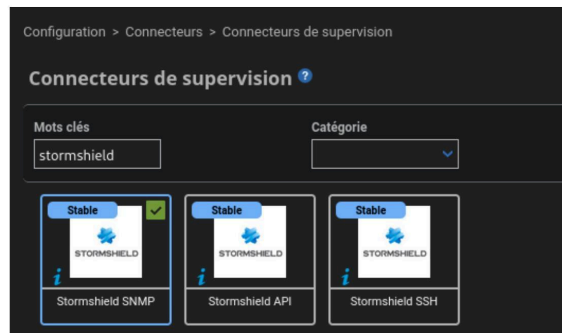 Configuration > Connecteurs > Connecteurs de supervision
Connecteurs de supervision ?
Mots clés
Catégorie
stormshield
Stable
Stable
Stable
STORMSHIELD
STORMSHIELD
STORMSHIELD
i
i
i
Stormshield SNMP
Stormshield API
Stormshield SSH